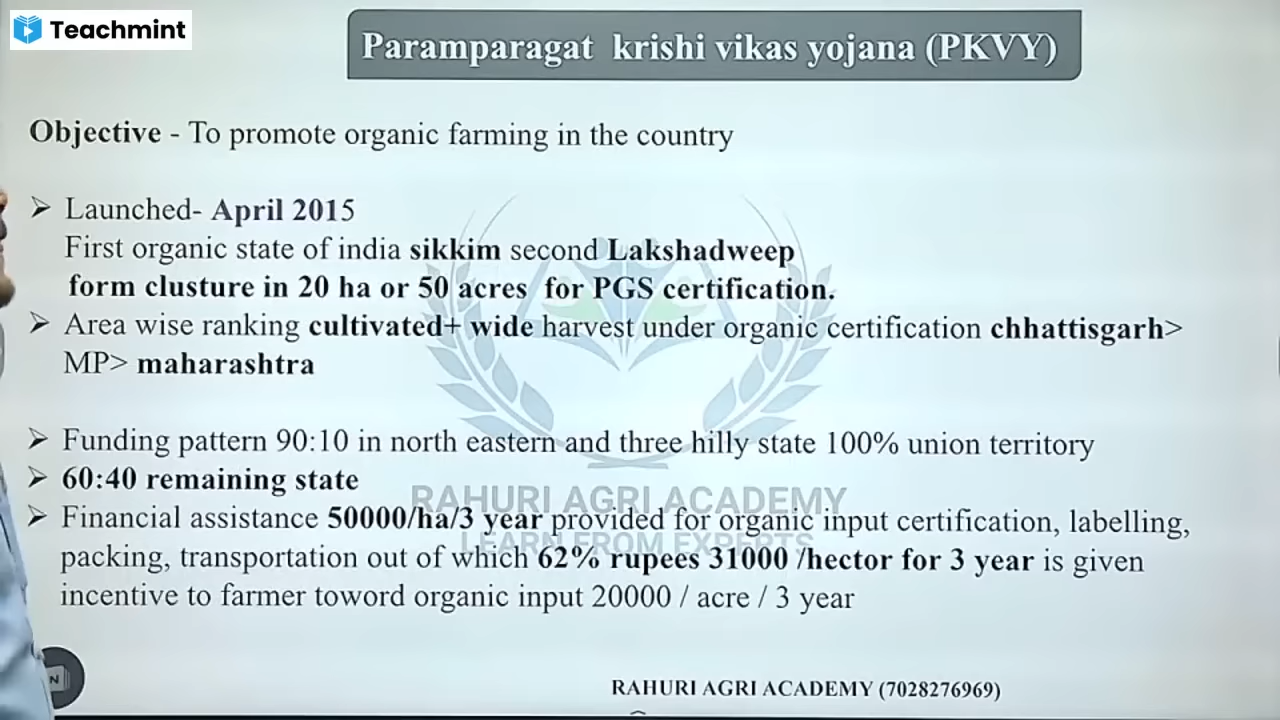 Teachmint
Paramparagat krishi vikas yojana (PKVY)
Objective - To promote organic farming in the country
➢ Launched- April 2015
First organic state of india sikkim second Lakshadweep
form clusture in 20 ha or 50 acres for PGS certification.
➢ Area wise ranking cultivated+ wide harvest under organic certification chhattisgarh>
MP> maharashtra
➢ Funding pattern 90:10 in north eastern and three hilly state 100% union territory
➢ 60:40 remaining state
RAHURI AGRI ACADEMY
➢ Financial assistance 50000/ha/3 year provided for organic input certification, labelling,
LEARN FROM EXPERTS
packing, transportation out of which 62% rupees 31000 /hector for 3 year is given
incentive to farmer toword organic input 20000 / acre / 3 year
N
RAHURI AGRI ACADEMY (7028276969)